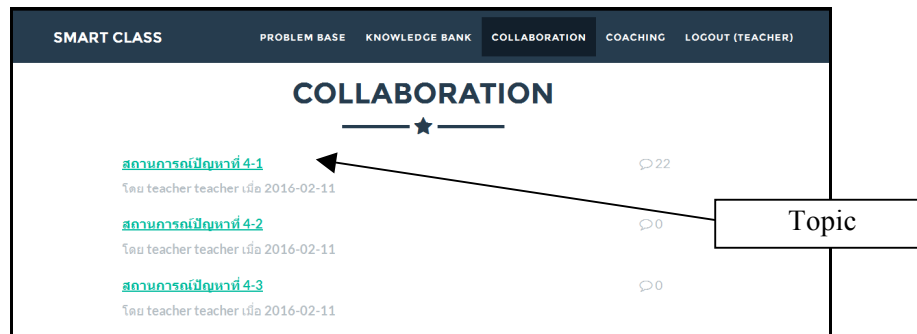 SMART CLASS PROBLEM BASE KNOWLEDGE BANK COLLABORATION COACHING LOGOUT (TEACHER)
COLLABORATION
สถานการณ์ปัญหาที่ 4-1 22
โดย teacher teacher เมื่อ 2016-02-11
สถานการณ์ปัญหาที่ 4-2 0
Topic
โดย teacher teacher เมื่อ 2016-02-11
สถานการณ์ปัญหาที่ 4-3 0
โดย teacher teacher เมื่อ 2016-02-11